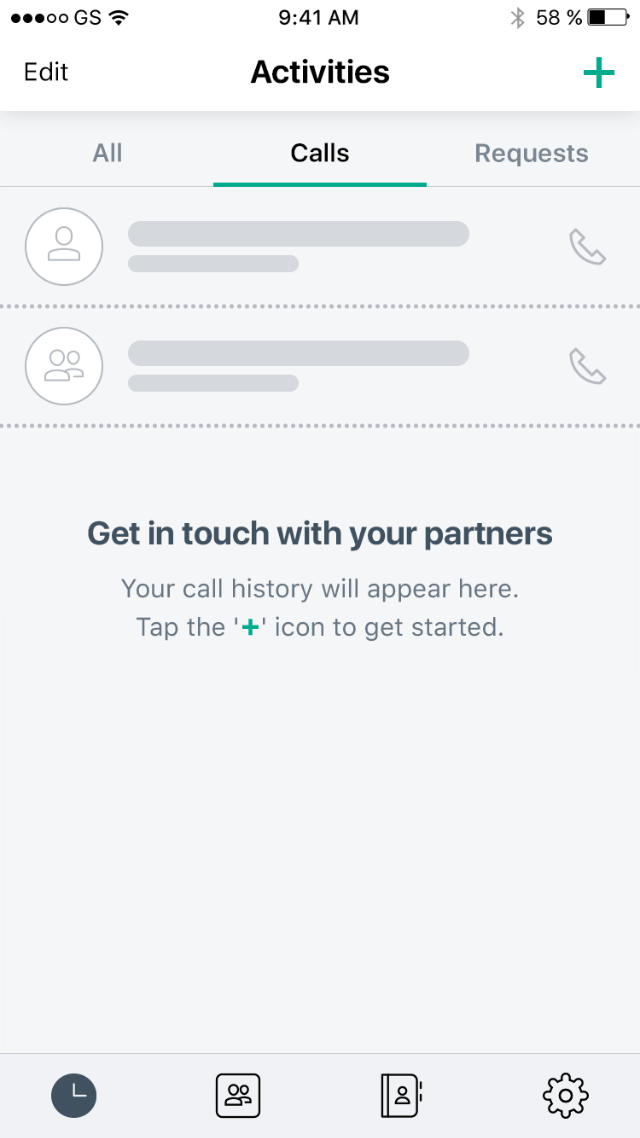 GS 9:41 AM 58 %
Edit Activities +
All Calls Requests
Get in touch with your partners
Your call history will appear here.
Tap the '+' icon to get started.